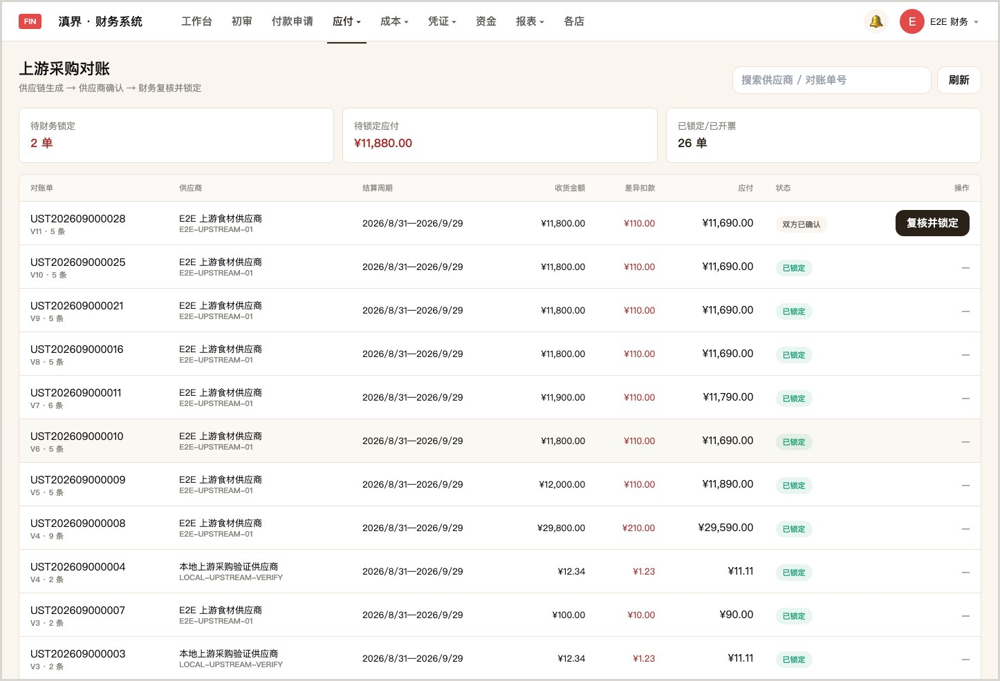 FIN 滇界 · 财务系统 工作台 初审 付款申请 应付 成本 凭证 资金 报表 各店 E E2E 财务
上游采购对账
供应链生成 → 供应商确认 → 财务复核并锁定
搜索供应商 / 对账单号 刷新
待财务锁定 待锁定应付 已锁定/已开票
2 单 ¥11,880.00 26 单
对账单 供应商 结算周期 收货金额 差异扣款 应付 状态 操作
UST202609000028 E2E 上游食材供应商 2026/8/31—2026/9/29 ¥11,800.00 ¥110.00 ¥11,690.00 双方已确认 复核并锁定
V11 · 5 条 E2E-UPSTREAM-01
UST202609000025 E2E 上游食材供应商 2026/8/31—2026/9/29 ¥11,800.00 ¥110.00 ¥11,690.00 已锁定 —
V10 · 5 条 E2E-UPSTREAM-01
UST202609000021 E2E 上游食材供应商 2026/8/31—2026/9/29 ¥11,800.00 ¥110.00 ¥11,690.00 已锁定 —
V9 · 5 条 E2E-UPSTREAM-01
UST202609000016 E2E 上游食材供应商 2026/8/31—2026/9/29 ¥11,800.00 ¥110.00 ¥11,690.00 已锁定 —
V8 · 5 条 E2E-UPSTREAM-01
UST202609000011 E2E 上游食材供应商 2026/8/31—2026/9/29 ¥11,900.00 ¥110.00 ¥11,790.00 已锁定 —
V7 · 6 条 E2E-UPSTREAM-01
UST202609000010 E2E 上游食材供应商 2026/8/31—2026/9/29 ¥11,800.00 ¥110.00 ¥11,690.00 已锁定 —
V6 · 5 条 E2E-UPSTREAM-01
UST202609000009 E2E 上游食材供应商 2026/8/31—2026/9/29 ¥12,000.00 ¥110.00 ¥11,890.00 已锁定 —
V5 · 5 条 E2E-UPSTREAM-01
UST202609000008 E2E 上游食材供应商 2026/8/31—2026/9/29 ¥29,800.00 ¥210.00 ¥29,590.00 已锁定 —
V4 · 9 条 E2E-UPSTREAM-01
UST202609000004 本地上游采购验证供应商 2026/8/31—2026/9/29 ¥12.34 ¥1.23 ¥11.11 已锁定 —
V4 · 2 条 LOCAL-UPSTREAM-VERIFY
UST202609000007 E2E 上游食材供应商 2026/8/31—2026/9/29 ¥100.00 ¥10.00 ¥90.00 已锁定 —
V3 · 2 条 E2E-UPSTREAM-01
UST202609000003 本地上游采购验证供应商 2026/8/31—2026/9/29 ¥12.34 ¥1.23 ¥11.11 已锁定 —
V3 · 2 条 LOCAL-UPSTREAM-VERIFY